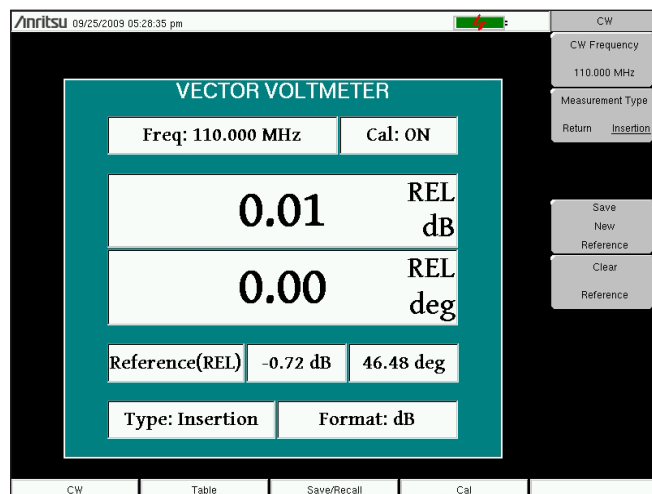 /Inritsu 09/25/2009 05:28:35 pm
CW
CW Frequency
110.000 MHz
Measurement Type
Return Insertion
Save
New
Reference
Clear
Reference
VECTOR VOLTMETER
Freq: 110.000 MHz Cal: ON
0.01 REL dB
0.00 REL deg
Reference(REL) -0.72 dB 46.48 deg
Type: Insertion Format: dB
CW Table Save/Recall Cal